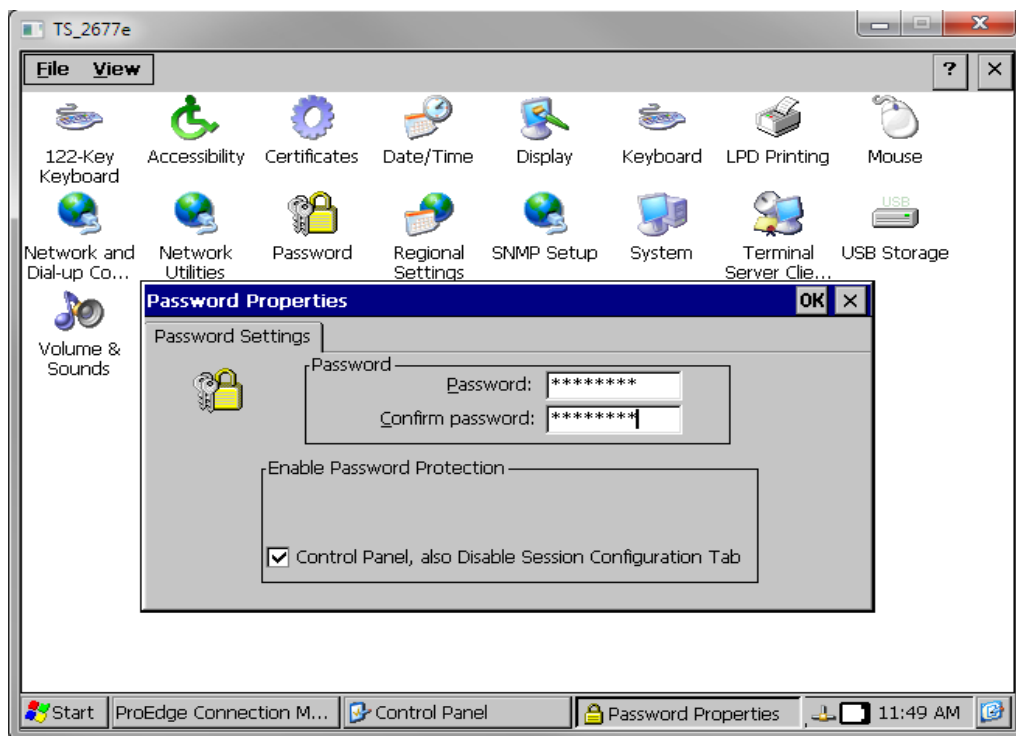 TS_2677e
File View ?
122-Key Keyboard
Accessibility
Certificates
Date/Time
Display
Keyboard
LPD Printing
Mouse
Network and Dial-up Co...
Network Utilities
Password
Regional Settings
SNMP Setup
System
Terminal Server Clie...
USB
USB Storage
Volume & Sounds
Password Properties OK
Password Settings
Password
Password: ********
Confirm password: ********
Enable Password Protection
Control Panel, also Disable Session Configuration Tab
Start ProEdge Connection M... Control Panel Password Properties 11:49 AM